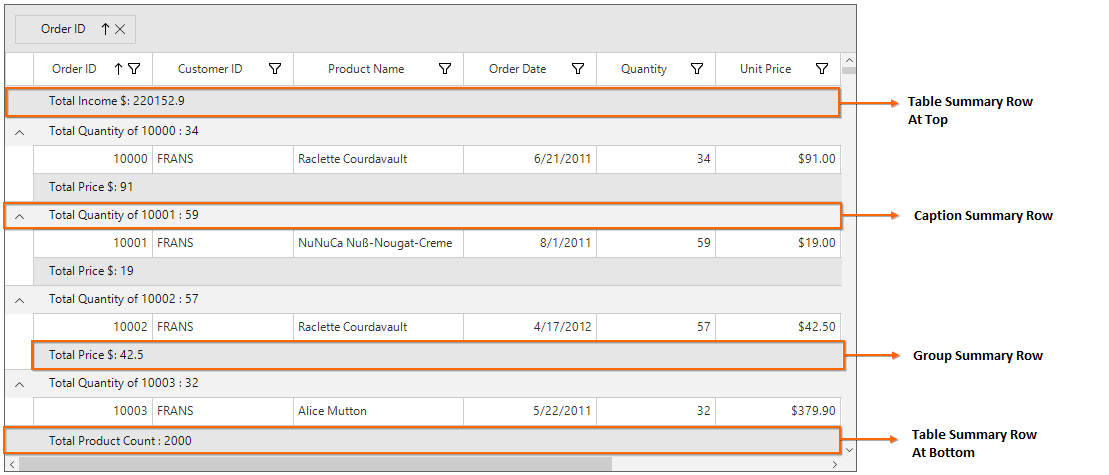 Order ID
Order ID Customer ID Product Name Order Date Quantity Unit Price
Total Income $: 220152.9
Table Summary Row
At Top
Total Quantity of 10000 : 34
10000 FRANS Raclette Courdavault 6/21/2011 34 $91.00
Total Price $: 91
Total Quantity of 10001 : 59
Caption Summary Row
10001 FRANS NuNuCa Nuß-Nougat-Creme 8/1/2011 59 $19.00
Total Price $: 19
Total Quantity of 10002 : 57
10002 FRANS Raclette Courdavault 4/17/2012 57 $42.50
Total Price $: 42.5
Group Summary Row
Total Quantity of 10003 : 32
10003 FRANS Alice Mutton 5/22/2011 32 $379.90
Total Product Count : 2000
Table Summary Row
At Bottom